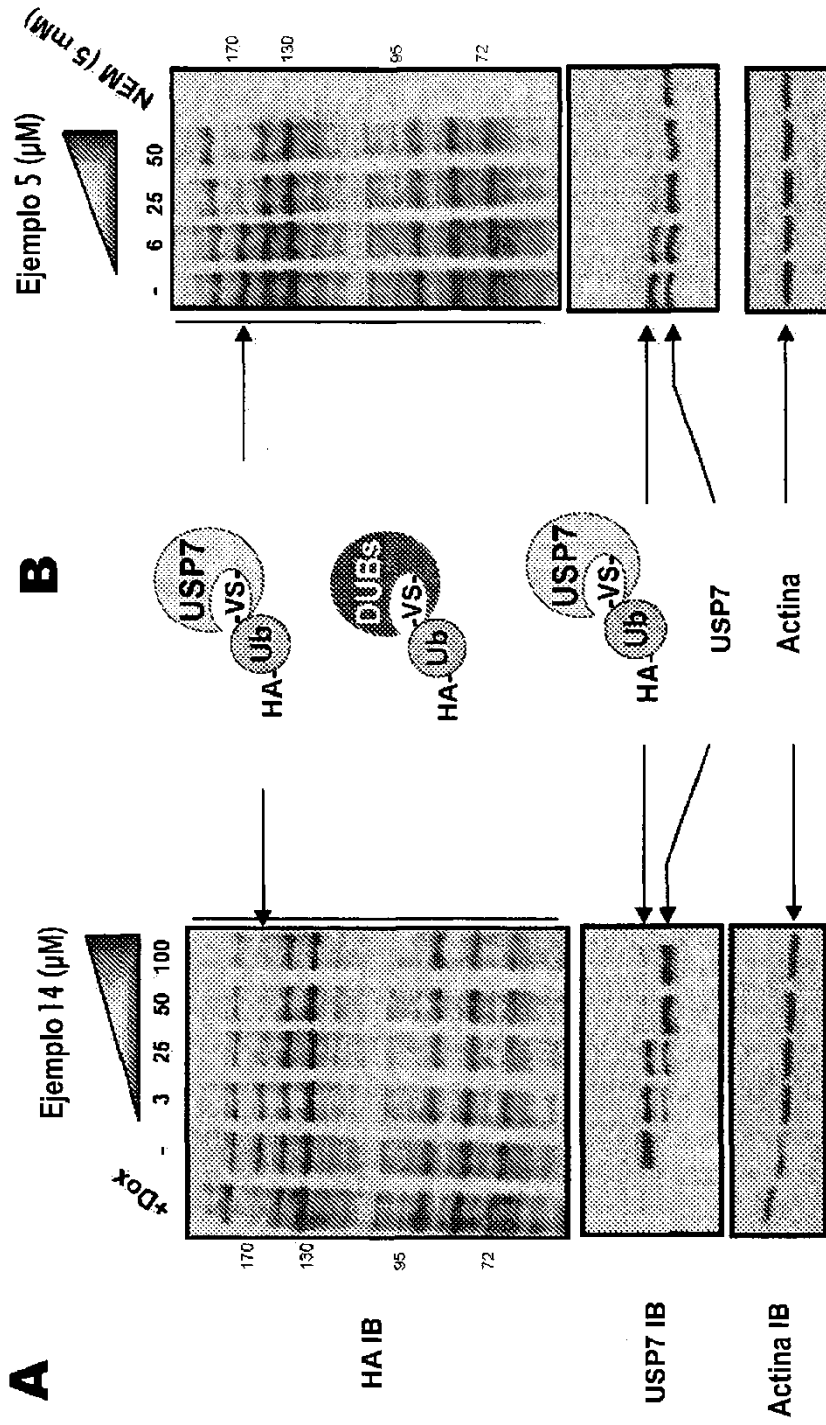 A
Ejemplo 14 (µM)
+Dox - 3 25 50 100
170
130
95
72
HA IB
USP7 IB
Actina IB
B
USP7
-VS-
HA-Ub
DUBs
-VS-
HA-Ub
USP7
-VS-
HA-Ub
USP7
Actina
Ejemplo 5 (µM)
- 6 25 50 NEM (5 mM)
170
130
95
72